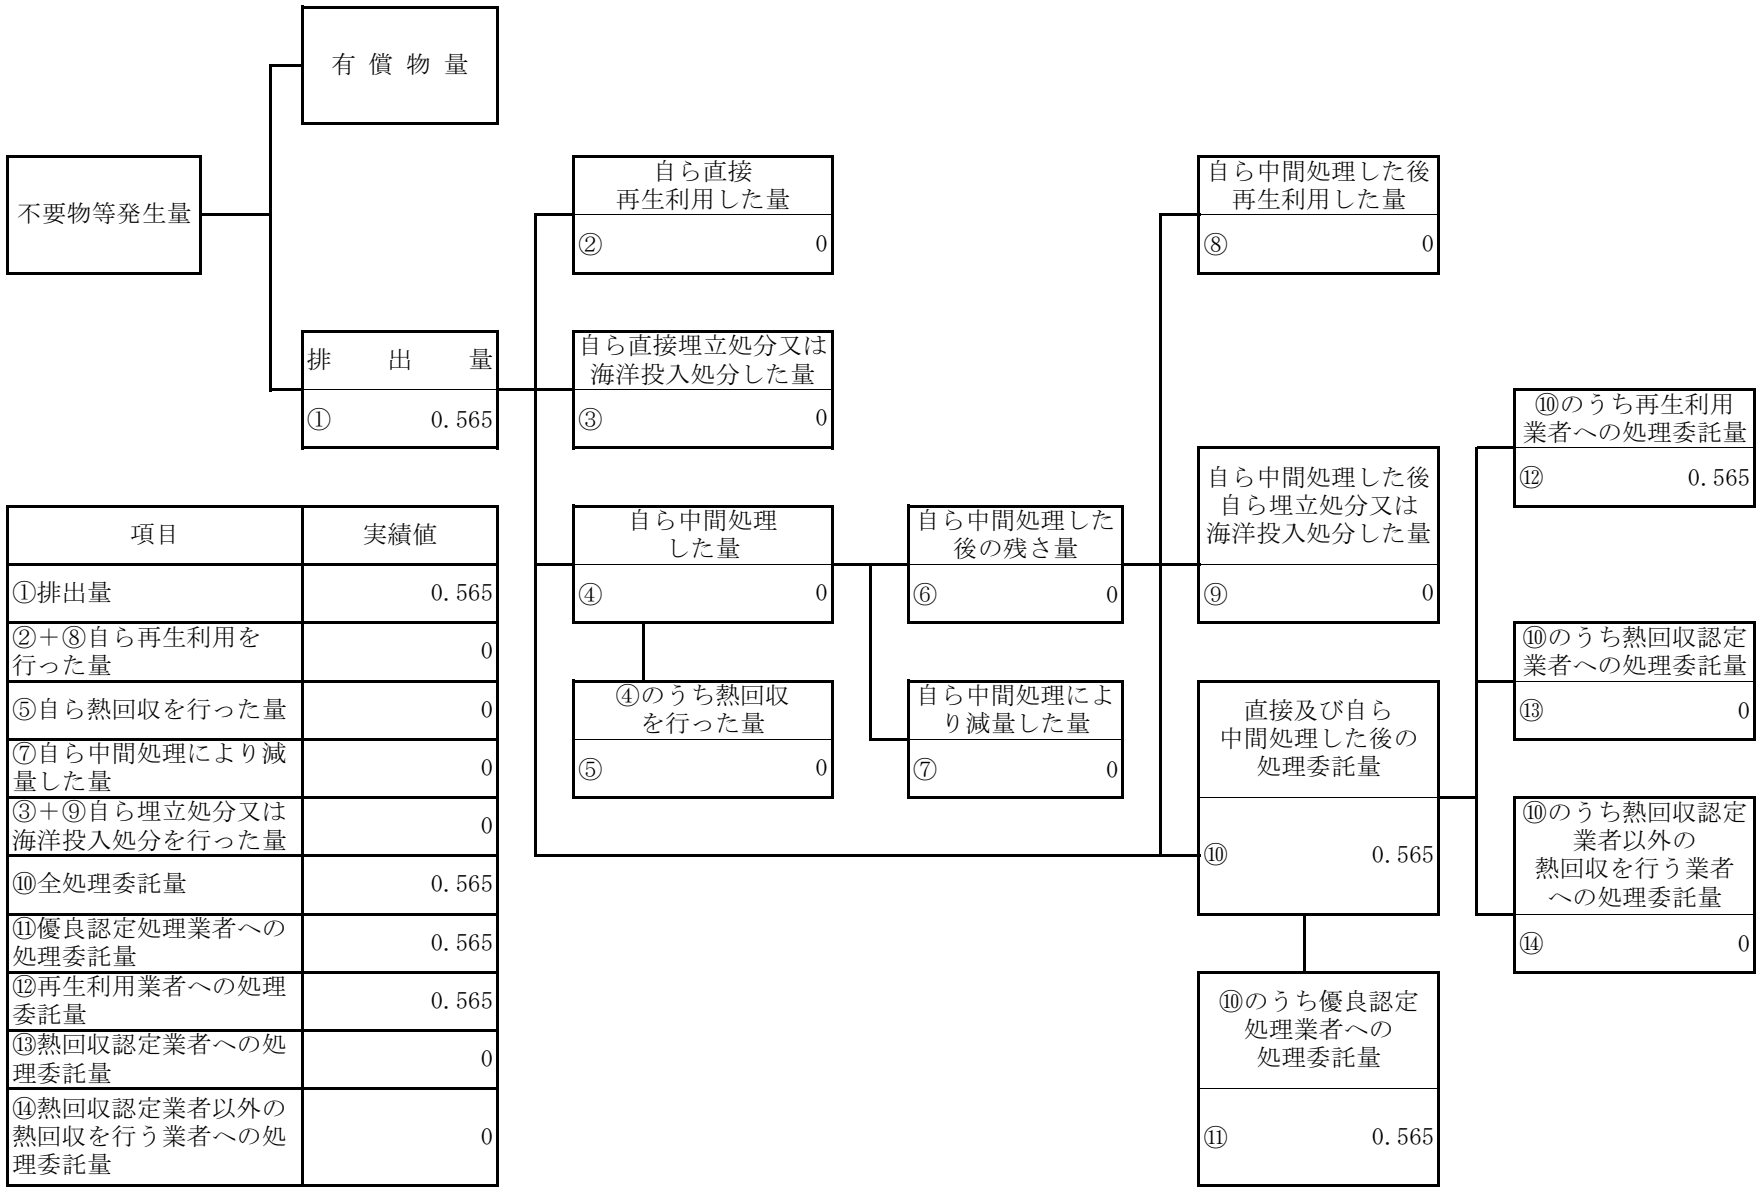 有償物量
不要物等発生量
自ら直接
再生利用した量
② 0
自ら中間処理した後
再生利用した量
⑧ 0
排出量
① 0.565
自ら直接埋立処分又は
海洋投入処分した量
③ 0
⑩のうち再生利用
業者への処理委託量
⑫ 0.565
自ら中間処理した後
自ら埋立処分又は
海洋投入処分した量
⑨ 0
自ら中間処理
した量
④ 0
自ら中間処理した
後の残さ量
⑥ 0
⑩のうち熱回収認定
業者への処理委託量
⑬ 0
④のうち熱回収
を行った量
⑤ 0
自ら中間処理によ
り減量した量
⑦ 0
直接及び自ら
中間処理した後の
処理委託量
⑩ 0.565
⑩のうち熱回収認定
業者以外の
熱回収を行う業者
への処理委託量
⑭ 0
⑩のうち優良認定
処理業者への
処理委託量
⑪ 0.565
項目 実績値
①排出量 0.565
②＋⑧自ら再生利用を
行った量 0
⑤自ら熱回収を行った量 0
⑦自ら中間処理により減
量した量 0
③＋⑨自ら埋立処分又は
海洋投入処分を行った量 0
⑩全処理委託量 0.565
⑪優良認定処理業者への
処理委託量 0.565
⑫再生利用業者への処理
委託量 0.565
⑬熱回収認定業者への処
理委託量 0
⑭熱回収認定業者以外の
熱回収を行う業者への処
理委託量 0